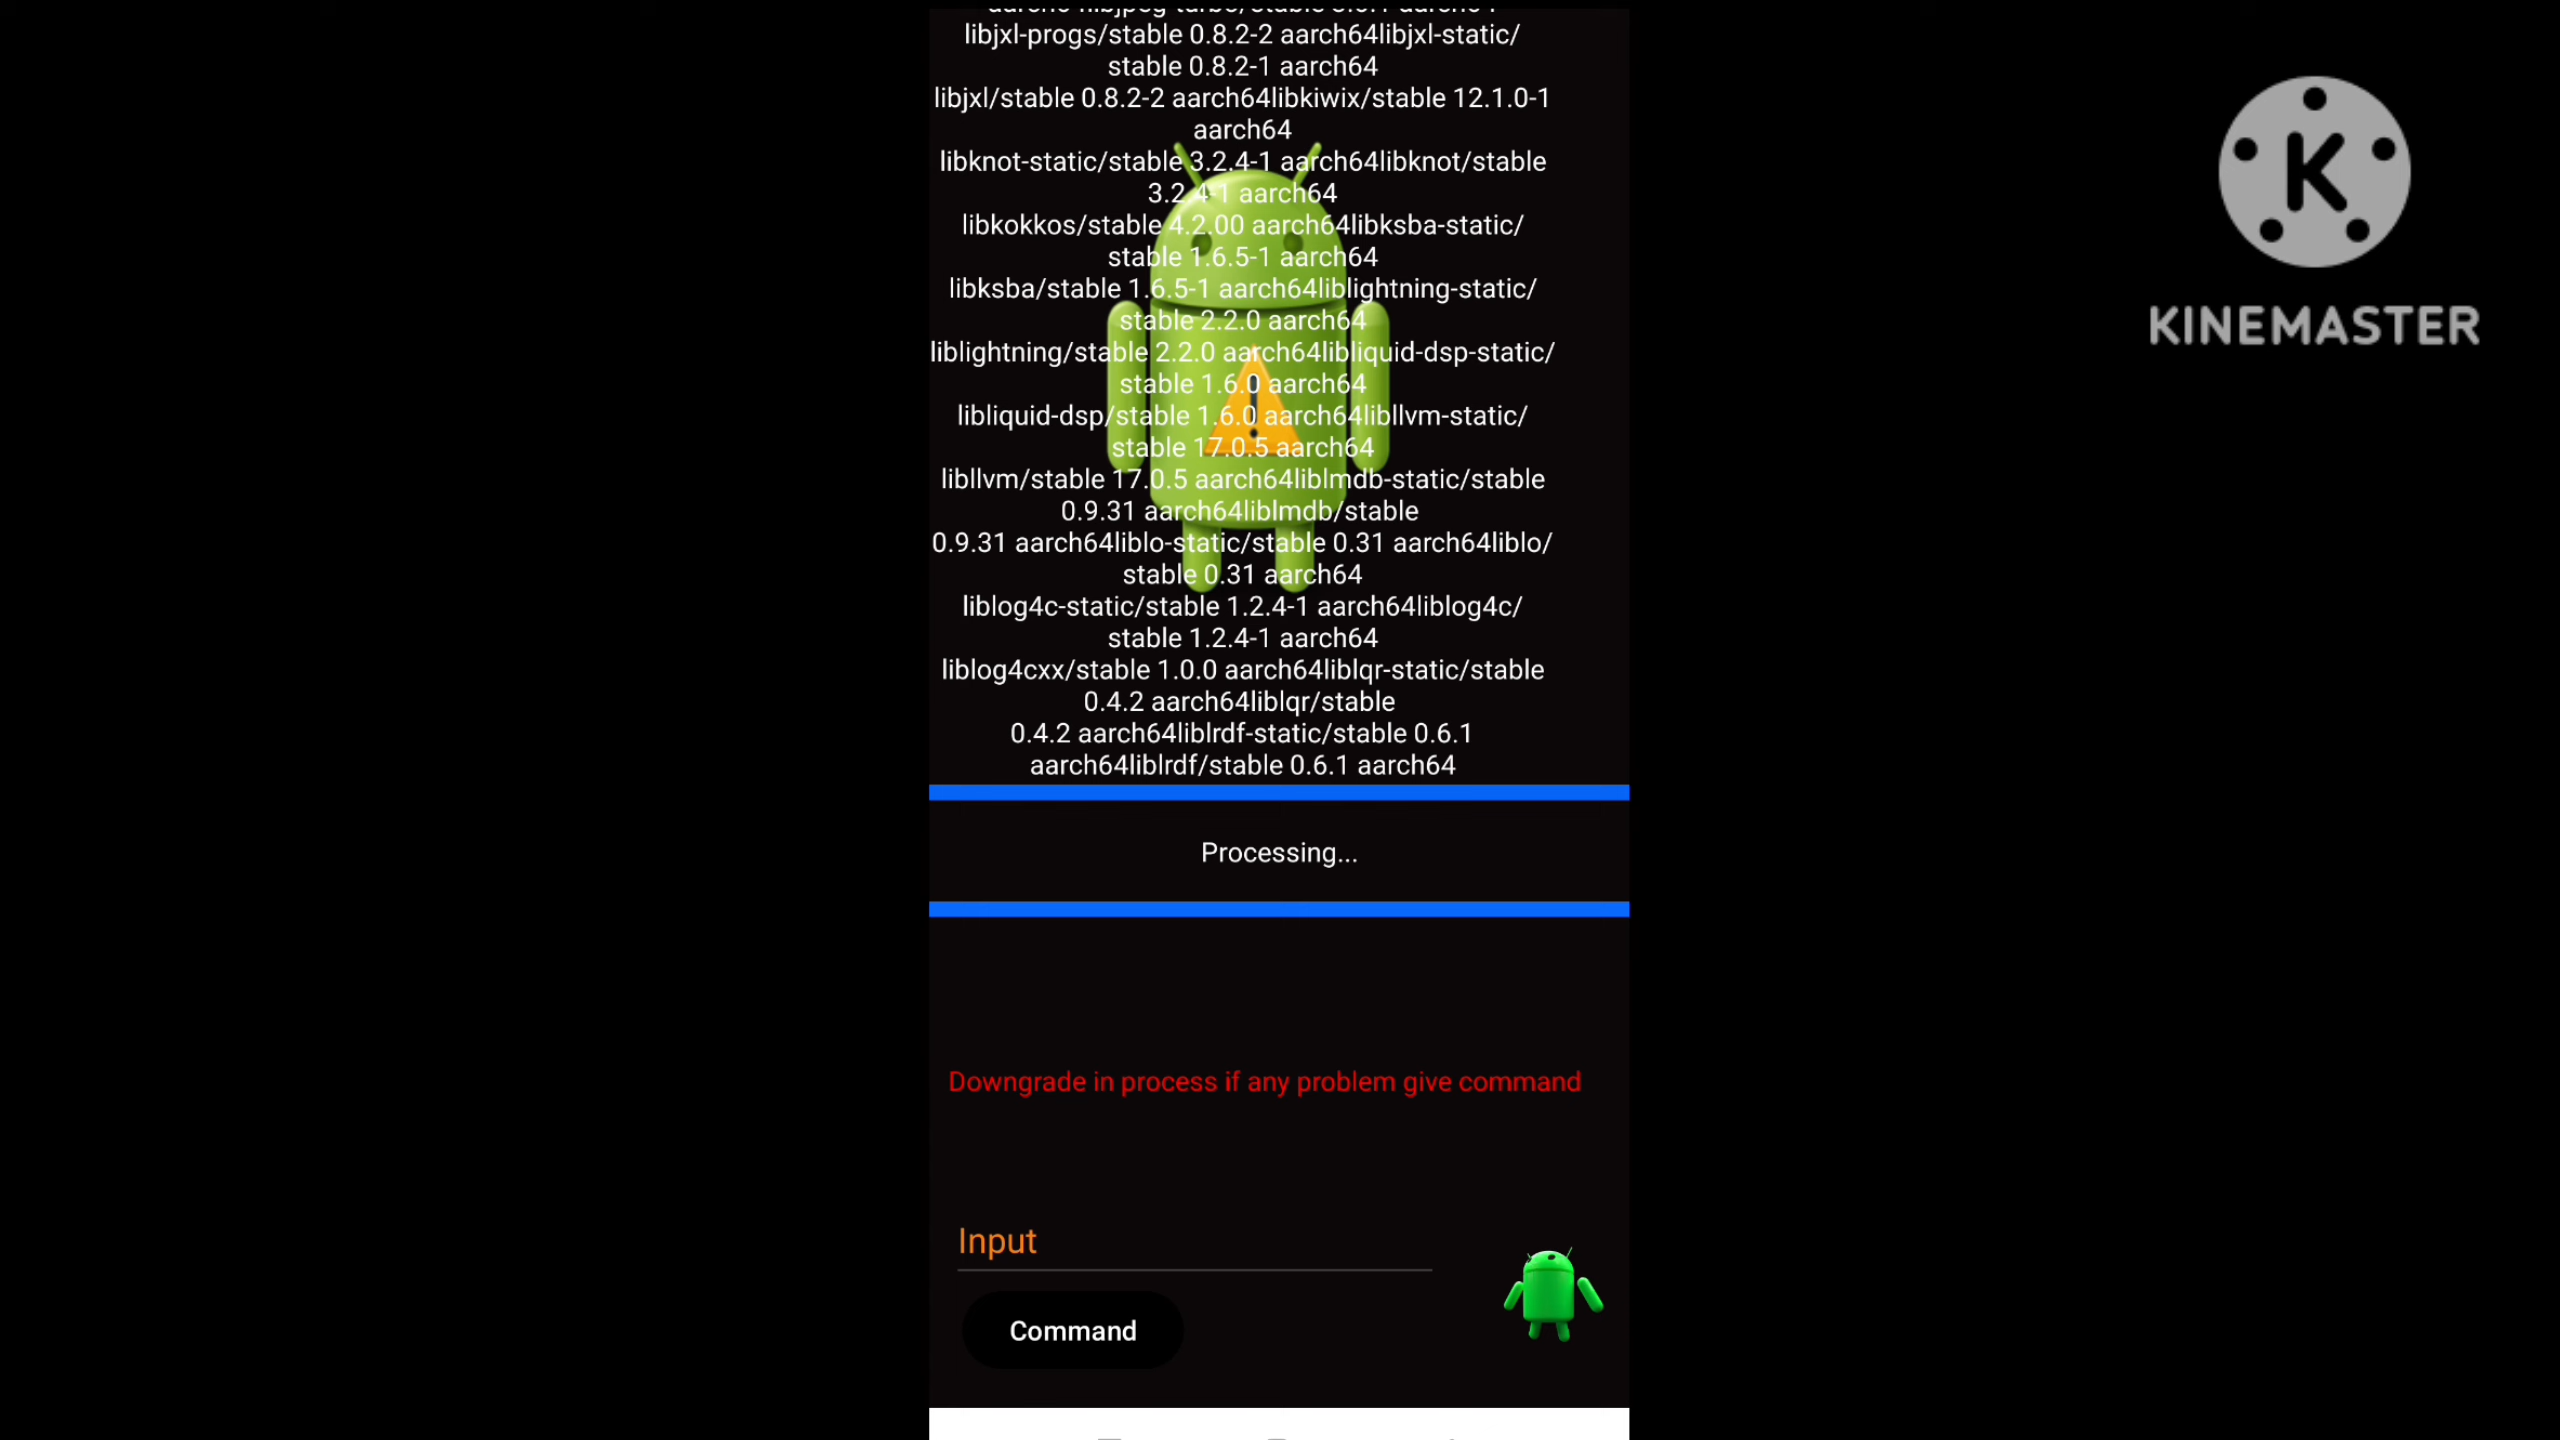 libjxl-progs/stable 0.8.2-2 aarch64libjxl-static/
stable 0.8.2-1 aarch64
libjxl/stable 0.8.2-2 aarch64libkiwix/stable 12.1.0-1
aarch64
libknot-static/stable 3.2.4-1 aarch64libknot/stable
3.2.4-1 aarch64
libkokkos/stable 4.2.00 aarch64libksba-static/
stable 1.6.5-1 aarch64
libksba/stable 1.6.5-1 aarch64liblightning-static/
stable 2.2.0 aarch64
liblightning/stable 2.2.0 aarch64libliquid-dsp-static/
stable 1.6.0 aarch64
libliquid-dsp/stable 1.6.0 aarch64libllvm-static/
stable 17.0.5 aarch64
libllvm/stable 17.0.5 aarch64liblmdb-static/stable
0.9.31 aarch64liblmdb/stable
0.9.31 aarch64liblo-static/stable 0.31 aarch64liblo/
stable 0.31 aarch64
liblog4c-static/stable 1.2.4-1 aarch64liblog4c/
stable 1.2.4-1 aarch64
liblog4cxx/stable 1.0.0 aarch64liblqr-static/stable
0.4.2 aarch64liblqr/stable
0.4.2 aarch64liblrdf-static/stable 0.6.1
aarch64liblrdf/stable 0.6.1 aarch64
Processing...
Downgrade in process if any problem give command
Input
Command
K
KINEMASTER